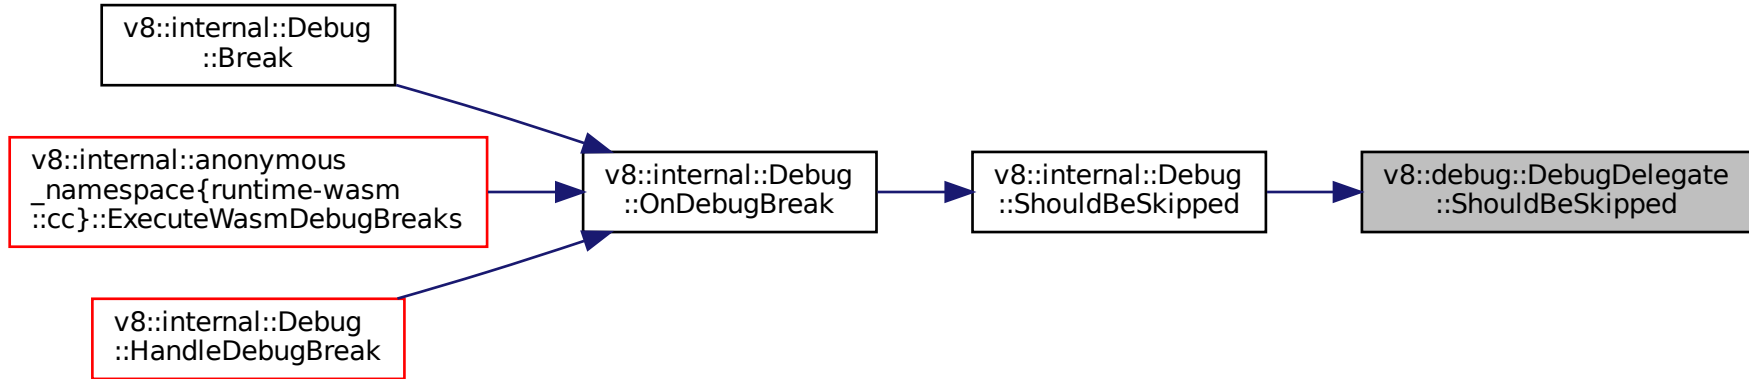 v8::internal::Debug
::Break
v8::internal::anonymous
_namespace{runtime-wasm
::cc}::ExecuteWasmDebugBreaks
v8::internal::Debug
::HandleDebugBreak
v8::internal::Debug
::OnDebugBreak
v8::internal::Debug
::ShouldBeSkipped
v8::debug::DebugDelegate
::ShouldBeSkipped